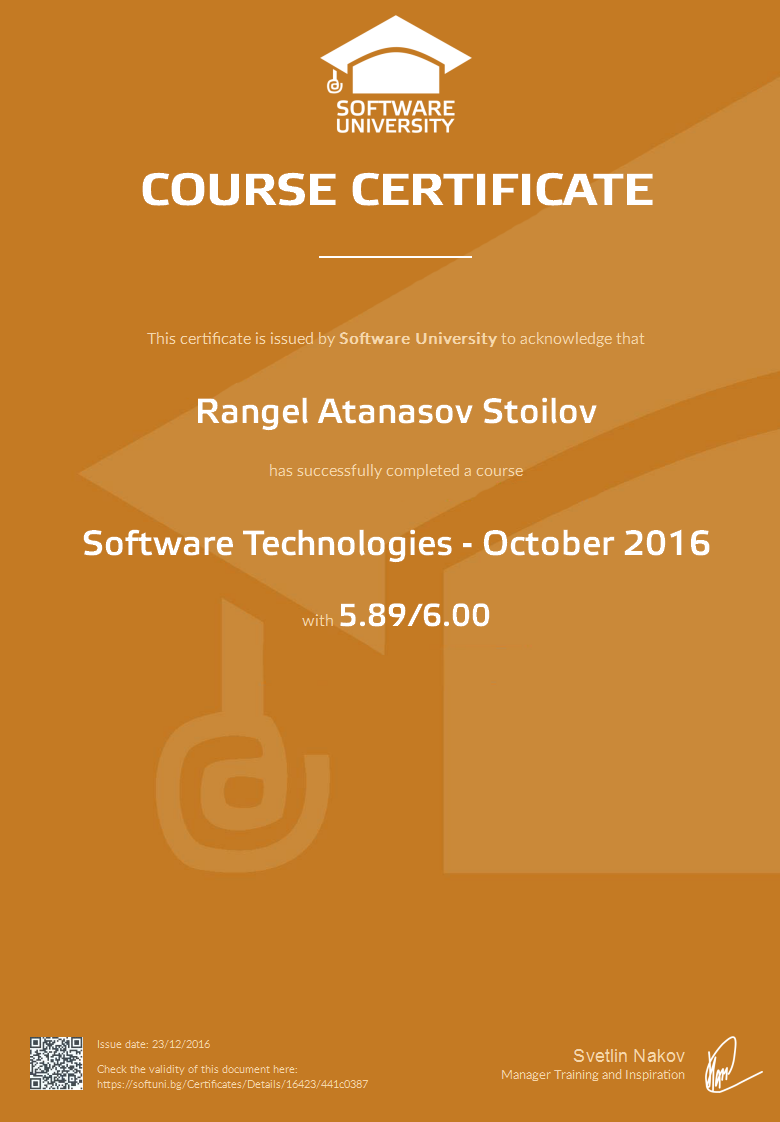 SOFTWARE
UNIVERSITY
COURSE CERTIFICATE
This certificate is issued by Software University to acknowledge that
Rangel Atanasov Stoilov
has successfully completed a course
Software Technologies - October 2016
with 5.89/6.00
Issue date: 23/12/2016
Check the validity of this document here:
https://softuni.bg/Certificates/Details/16423/441c0387
Svetlin Nakov
Manager Training and Inspiration